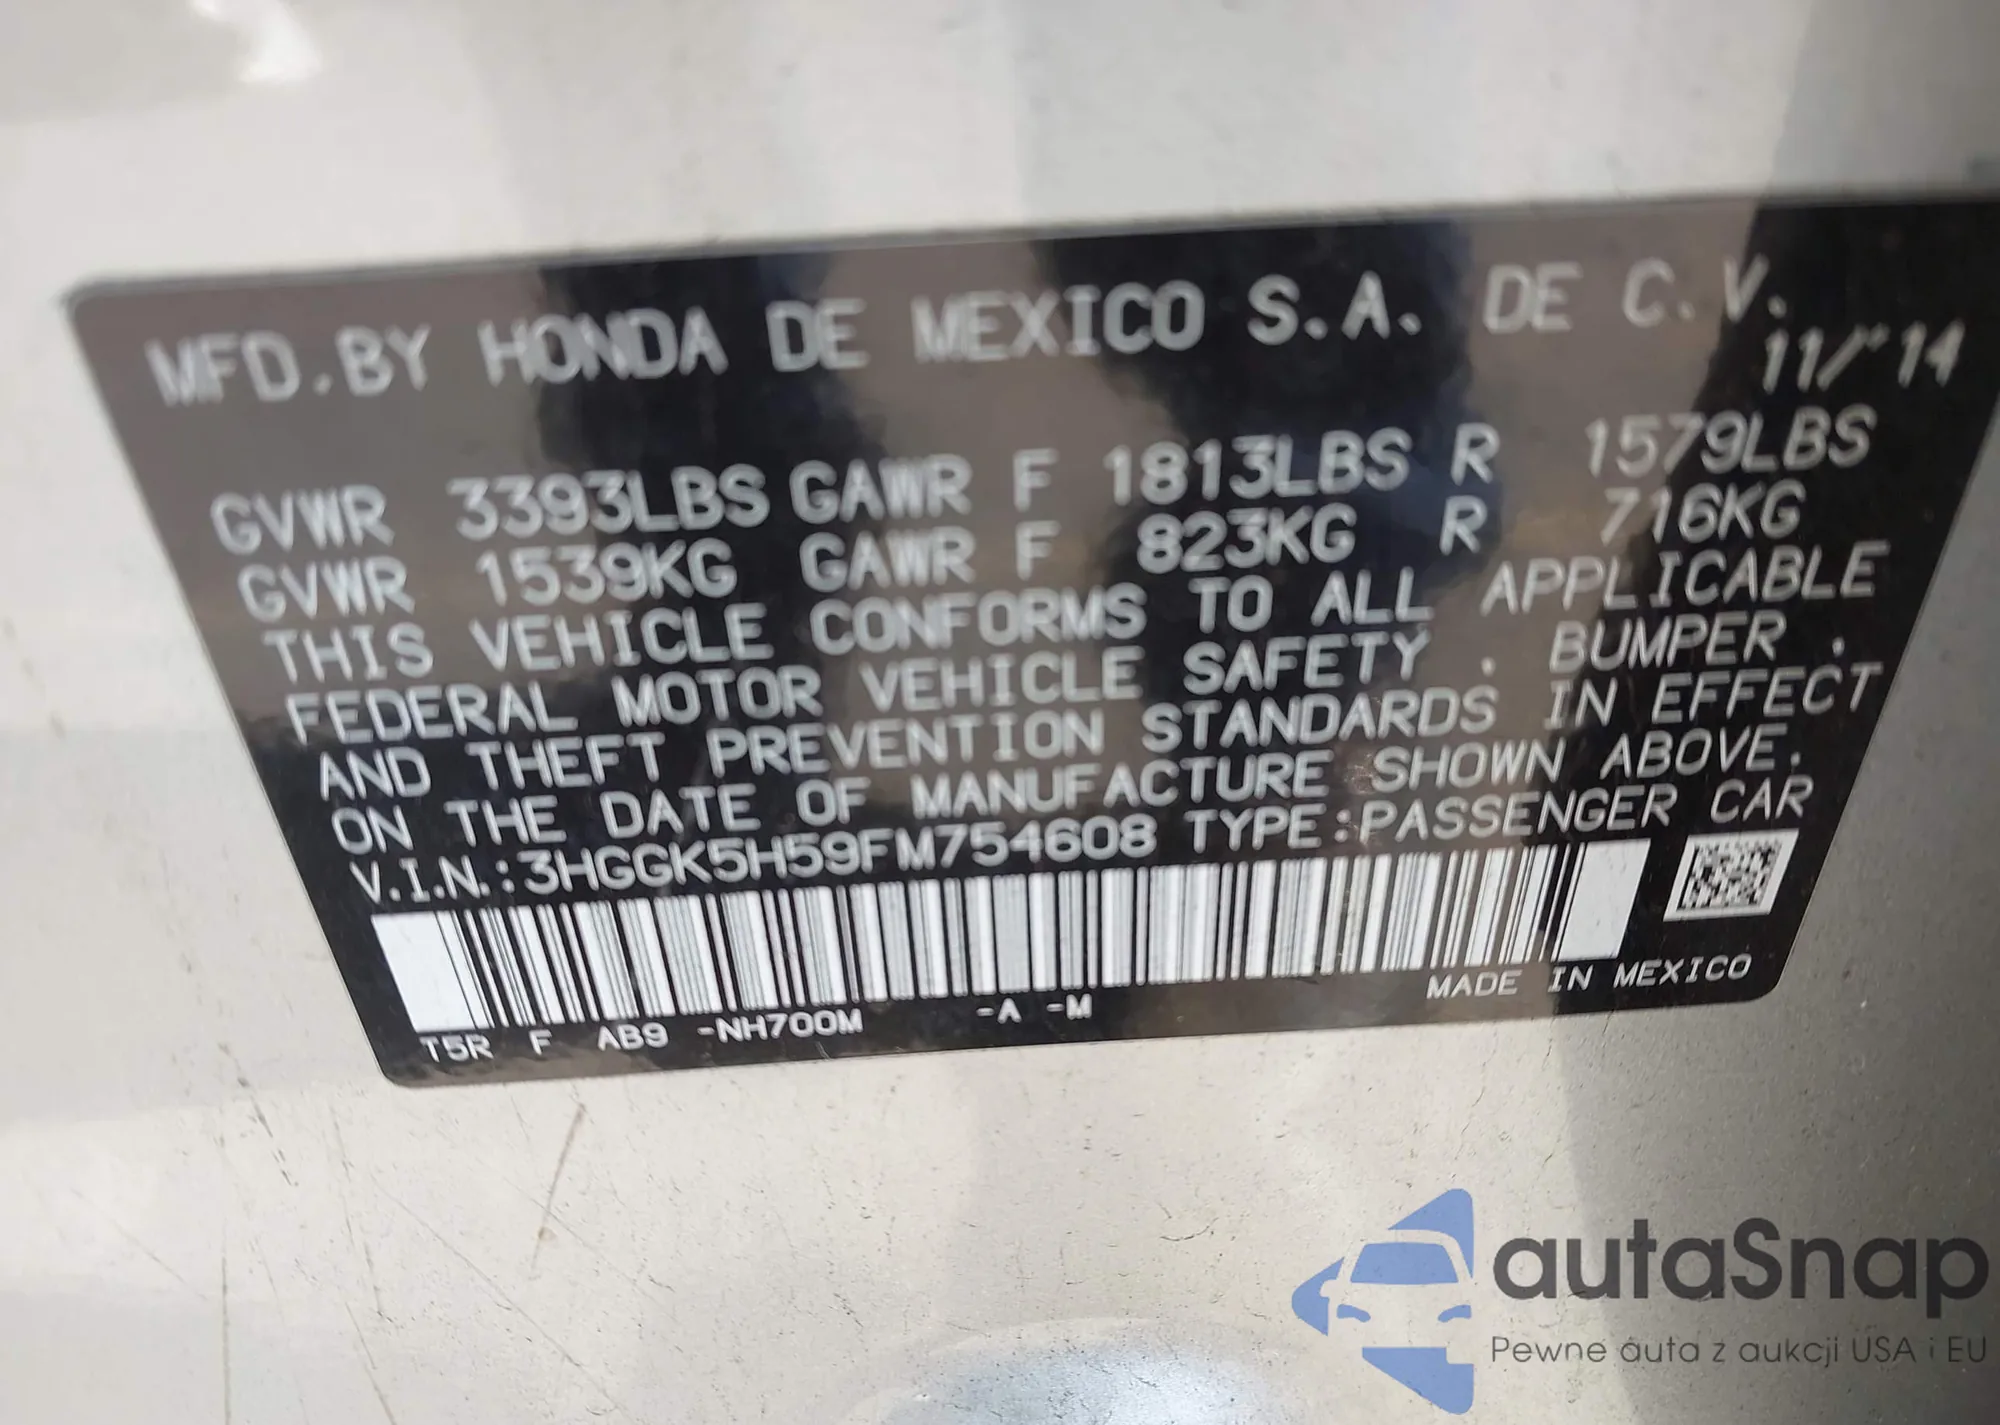 MFD.BY HONDA DE MEXICO S.A. DE C.V.
11/'14
GVWR 3393LBS GAWR F 1813LBS R 1579LBS
GVWR 1539KG GAWR F 823KG R 716KG
THIS VEHICLE CONFORMS TO ALL APPLICABLE
FEDERAL MOTOR VEHICLE SAFETY . BUMPER .
AND THEFT PREVENTION STANDARDS IN EFFECT
ON THE DATE OF MANUFACTURE SHOWN ABOVE.
V.I.N.:3HGGK5H59FM754608 TYPE:PASSENGER CAR
MADE IN MEXICO
T5R F AB9 -NH700M -A -M
autaSnap
Pewne auta z aukcji USA i EU